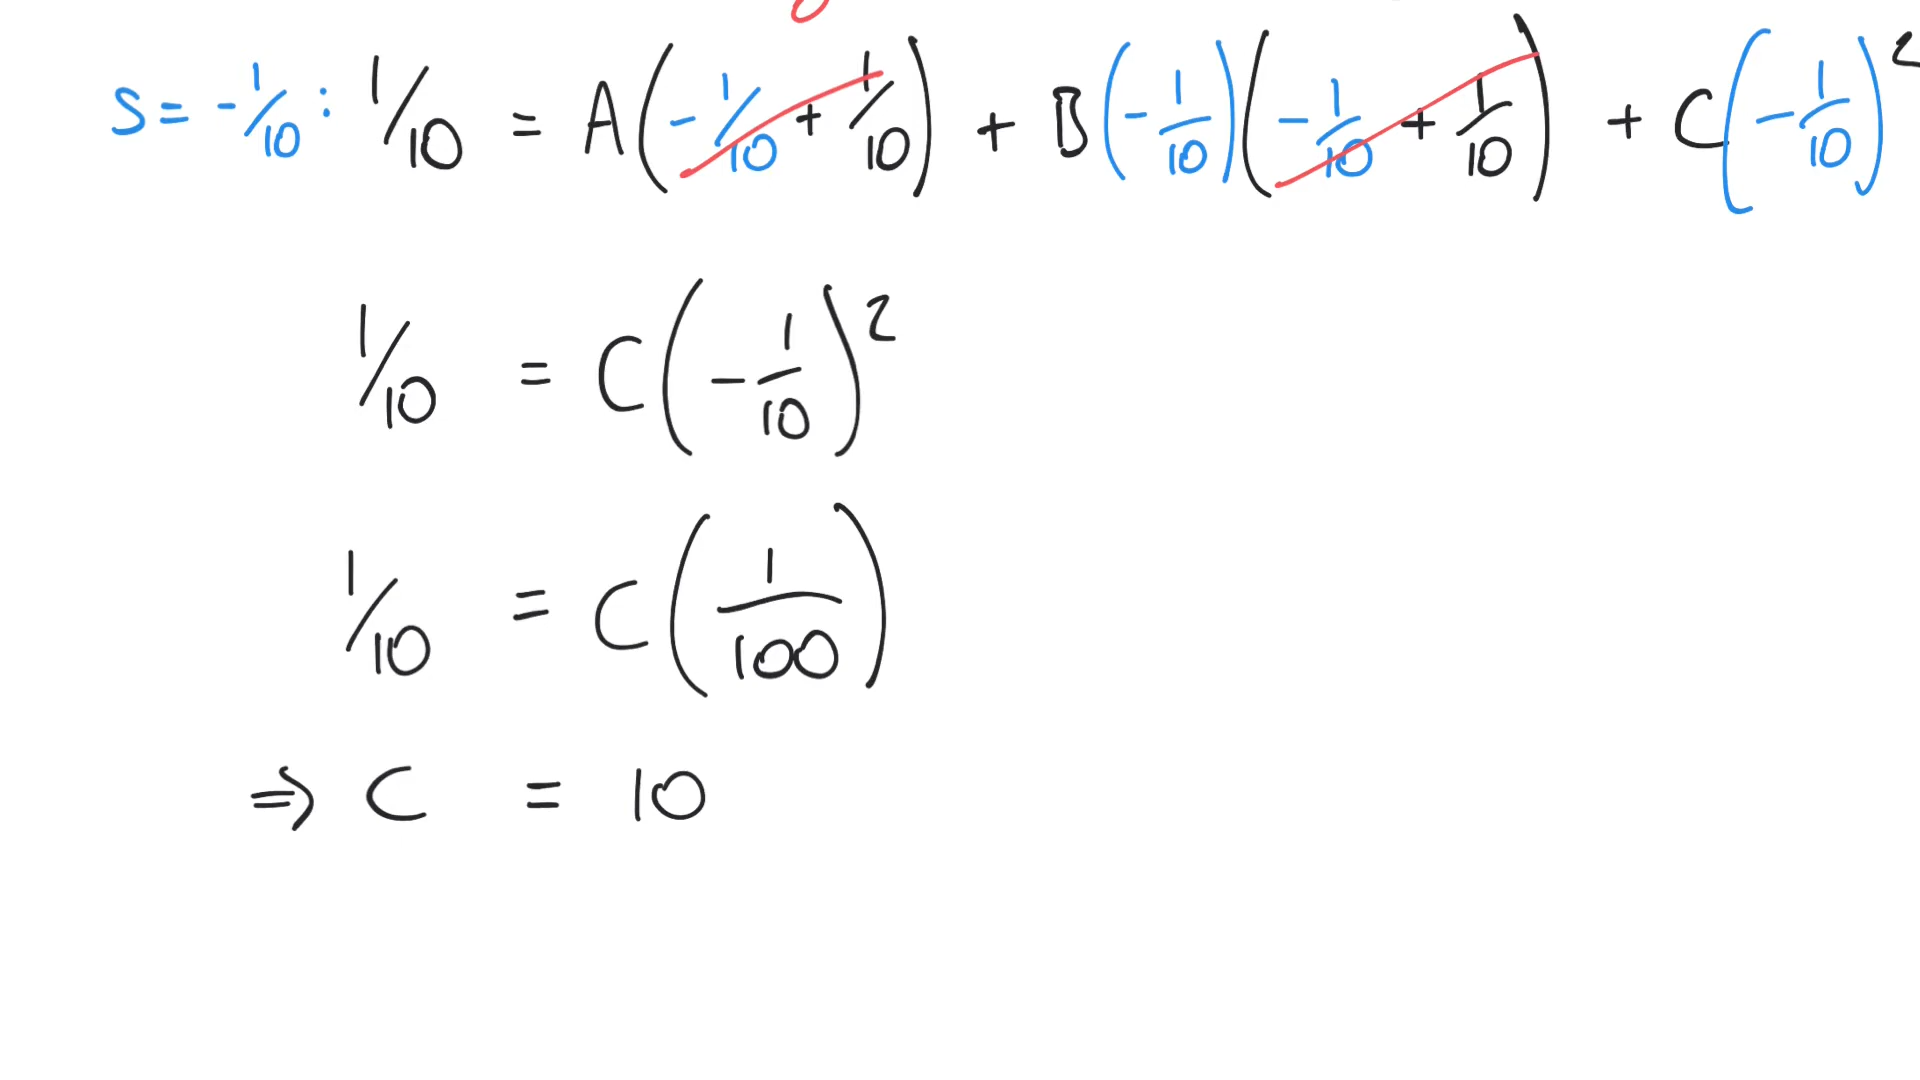 S = -1/10 : 1/10 = A(-1/10 + 1/10) + B(-1/10)(-1/10 + 1/10) + C(-1/10)²
1/10 = C(-1/10)²
1/10 = C(1/100)
⇒ C = 10